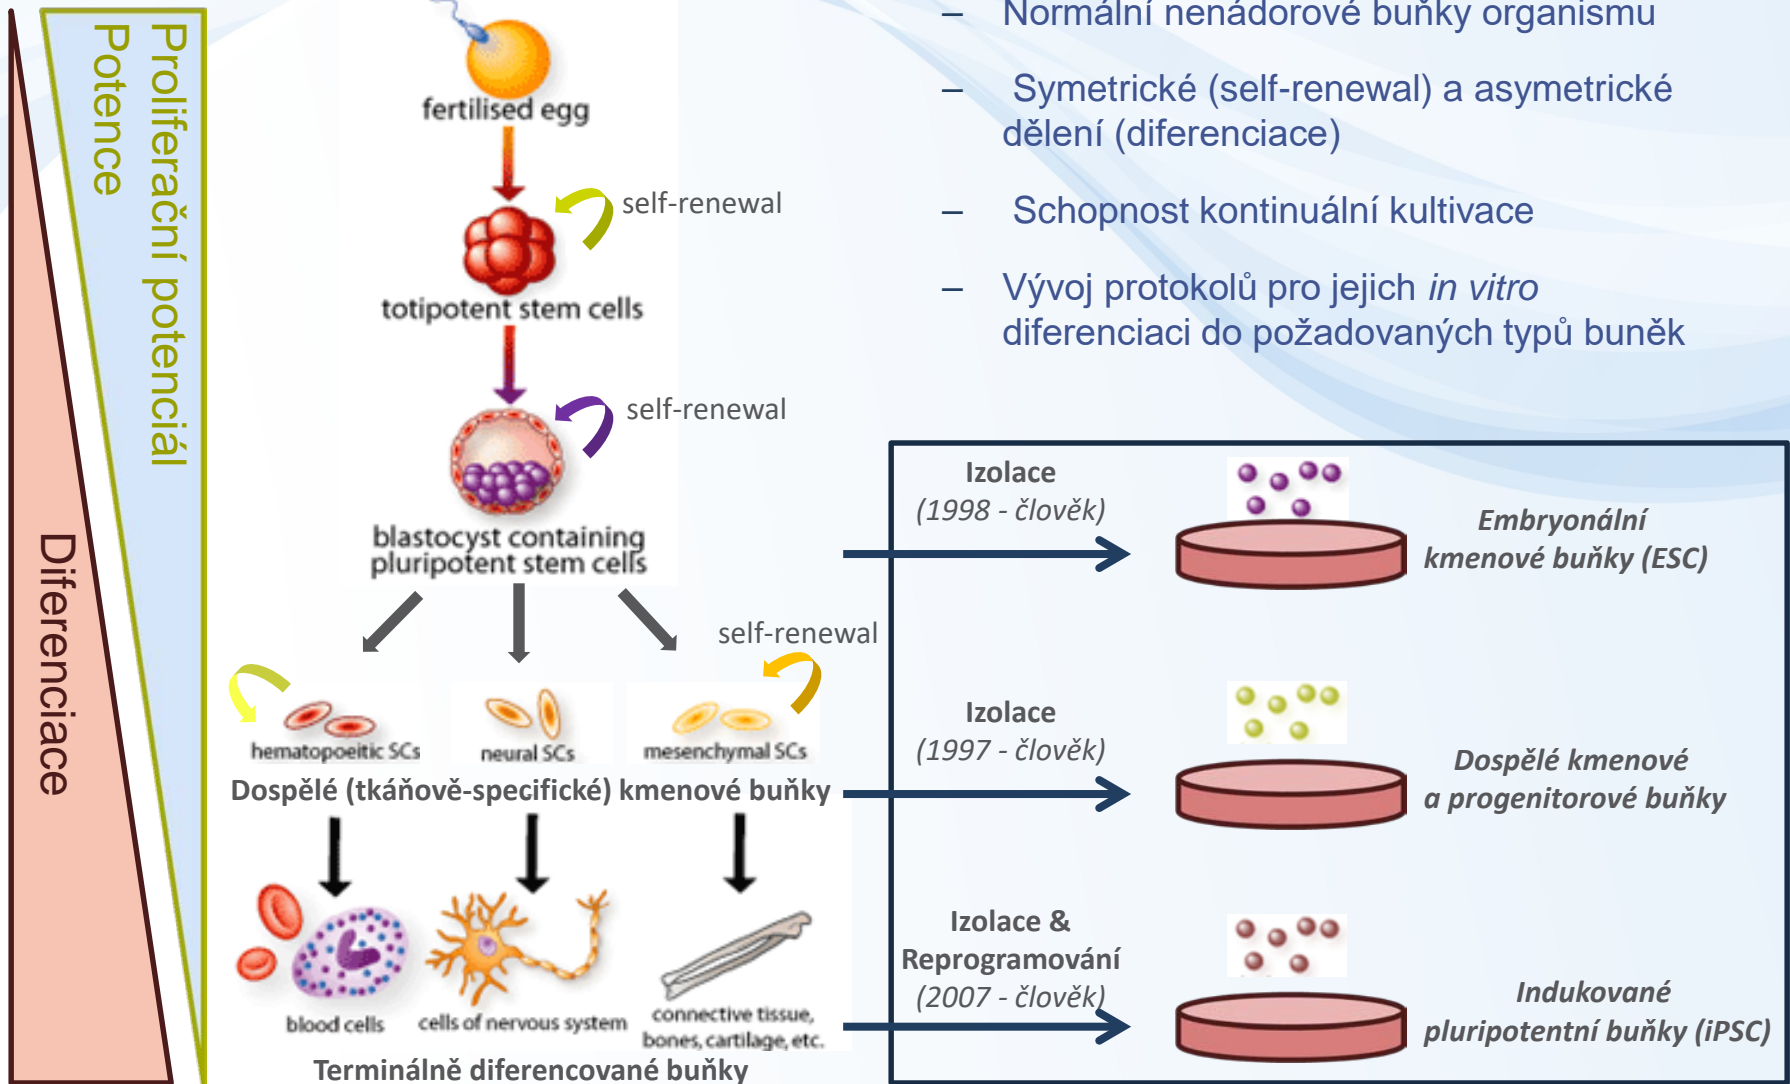 Proliferační potenciál
Potence
Diferenciace
fertilised egg
self-renewal
totipotent stem cells
self-renewal
blastocyst containing
pluripotent stem cells
self-renewal
hematopoeitic SCs
neural SCs
mesenchymal SCs
Dospělé (tkáňově-specifické) kmenové buňky
blood cells
cells of nervous system
connective tissue,
bones, cartilage, etc.
Terminálně diferencované buňky
– Normální nenádorové buňky organismu
– Symetrické (self-renewal) a asymetrické
dělení (diferenciace)
– Schopnost kontinuální kultivace
– Vývoj protokolů pro jejich in vitro
diferenciaci do požadovaných typů buněk
Izolace
(1998 - člověk)
Embryonální
kmenové buňky (ESC)
Izolace
(1997 - člověk)
Dospělé kmenové
a progenitorové buňky
Izolace &
Reprogramování
(2007 - člověk)
Indukované
pluripotentní buňky (iPSC)